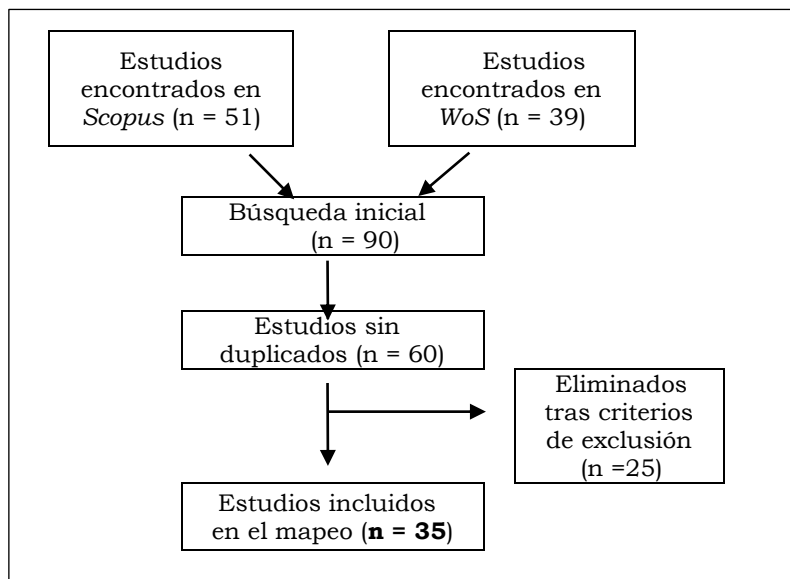 Estudios
encontrados en
Scopus (n = 51)
Estudios
encontrados en
WoS (n = 39)
Búsqueda inicial
(n = 90)
Estudios sin
duplicados (n = 60)
Eliminados
tras criterios
de exclusión
(n =25)
Estudios incluidos
en el mapeo (n = 35)